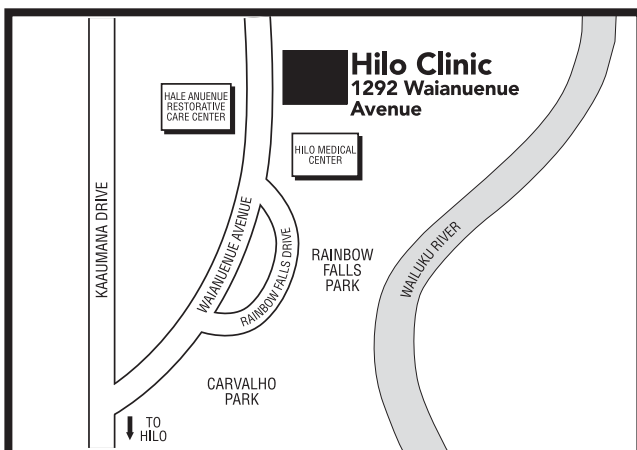 Hilo Clinic
1292 Waianuenue
Avenue
HALE ANUENUE
RESTORATIVE
CARE CENTER
HILO MEDICAL
CENTER
KAAUMANA DRIVE
WAIANUENUE AVENUE
RAINBOW FALLS DRIVE
RAINBOW
FALLS
PARK
WAILUKU RIVER
CARVALHO
PARK
TO
HILO